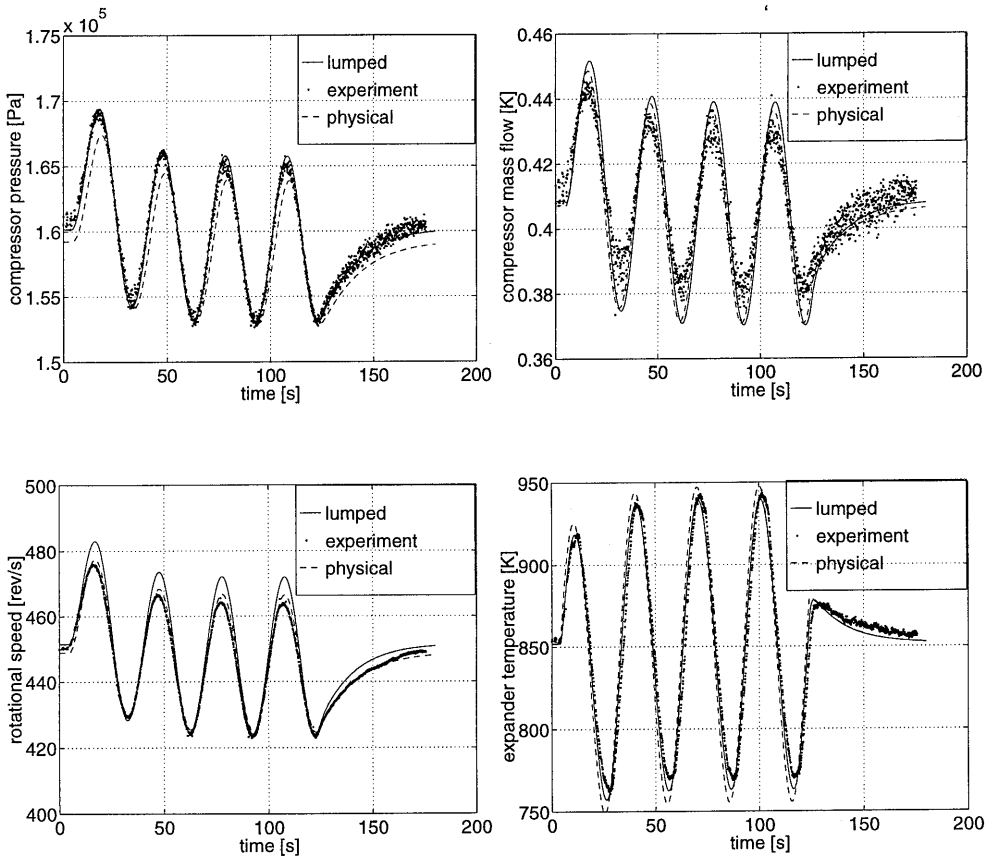 x 10^5
1.75
1.7
1.65
1.6
1.55
1.5
compressor pressure [Pa]
lumped
experiment
physical
0 50 100 150 200
time [s]
0.46
0.44
0.42
0.4
0.38
0.36
compressor mass flow [K]
lumped
experiment
physical
0 50 100 150 200
time [s]
500
480
460
440
420
400
rotational speed [rev/s]
lumped
experiment
physical
0 50 100 150 200
time [s]
950
900
850
800
750
expander temperature [K]
lumped
experiment
physical
0 50 100 150 200
time [s]